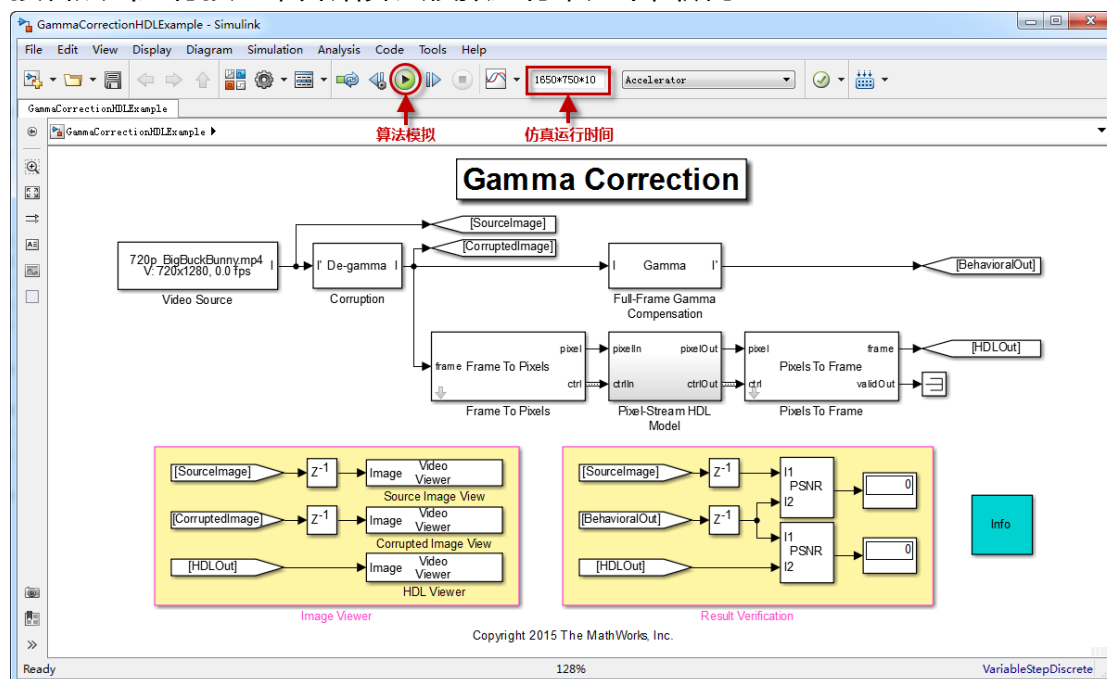 GammaCorrectionHDLExample - Simulink
File Edit View Display Diagram Simulation Analysis Code Tools Help
1650*750*10 Accelerator
GammaCorrectionHDLExample
算法模拟 仿真运行时间
GammaCorrectionHDLExample
Gamma Correction
[SourceImage]
[CorruptedImage]
720p_BigBuckBunny.mp4
V: 720x1280, 0.0 fps
I
I' De-gamma I
I Gamma I'
[BehavioralOut]
Video Source
Corruption
Full-Frame Gamma
Compensation
frame Frame To Pixels pixel ctrl
pixelIn pixelOut
ctrlIn ctrlOut
pixel frame
Pixels To Frame
ctrl validOut
[HDLOut]
Frame To Pixels
Pixel-Stream HDL
Model
Pixels To Frame
[SourceImage] Z-1 Image Video
Viewer
Source Image View
[CorruptedImage] Z-1 Image Video
Viewer
Corrupted Image View
[HDLOut] Image Video
Viewer
HDL Viewer
Image Viewer
[SourceImage] Z-1 I1
PSNR
I2
0
[BehavioralOut] Z-1 I1
PSNR
I2
0
[HDLOut]
Result Verification
Info
Copyright 2015 The MathWorks, Inc.
Ready 128% VariableStepDiscrete